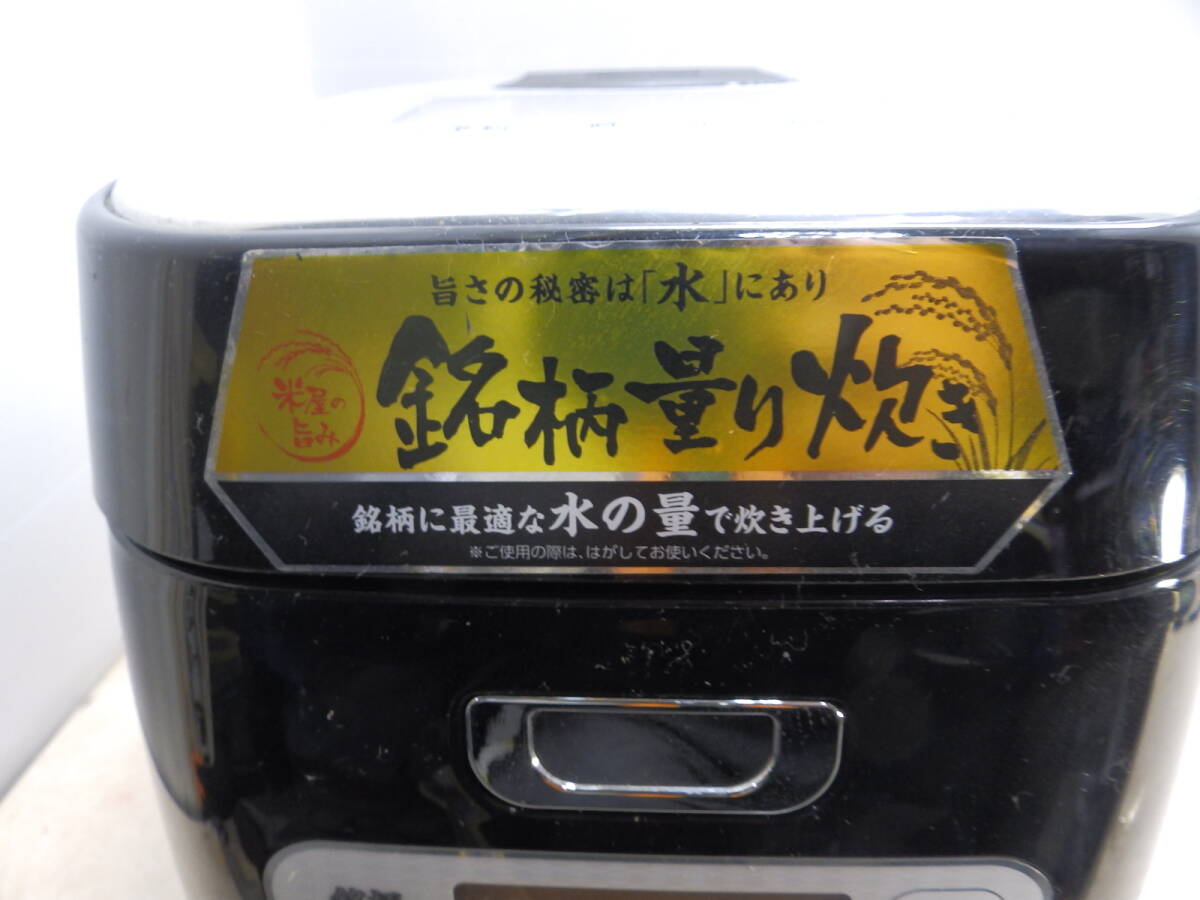 旨さの秘密は「水」にあり
米屋の
旨み
銘柄量り炊き
銘柄に最適な水の量で炊き上げる
※ご使用の際は、はがしてお使いください。